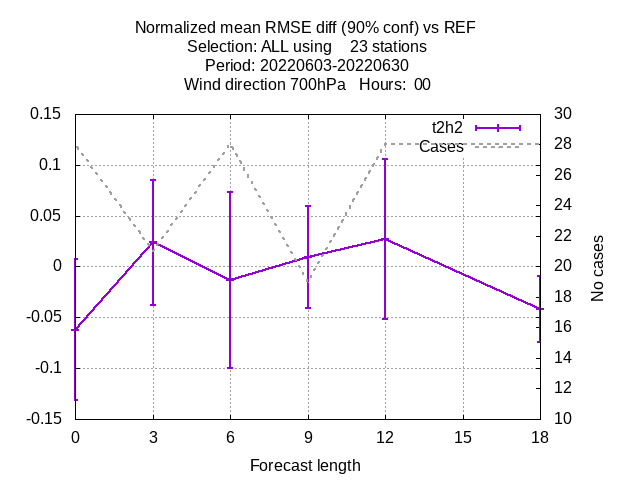 Normalized mean RMSE diff (90% conf) vs REF
Selection: ALL using    23 stations
Period: 20220603-20220630
Wind direction 700hPa   Hours:  00
0.15
0.1
0.05
0
-0.05
-0.1
-0.15
30
28
26
24
22
20
18
16
14
12
10
t2h2
Cases
No cases
0 3 6 9 12 15 18
Forecast length